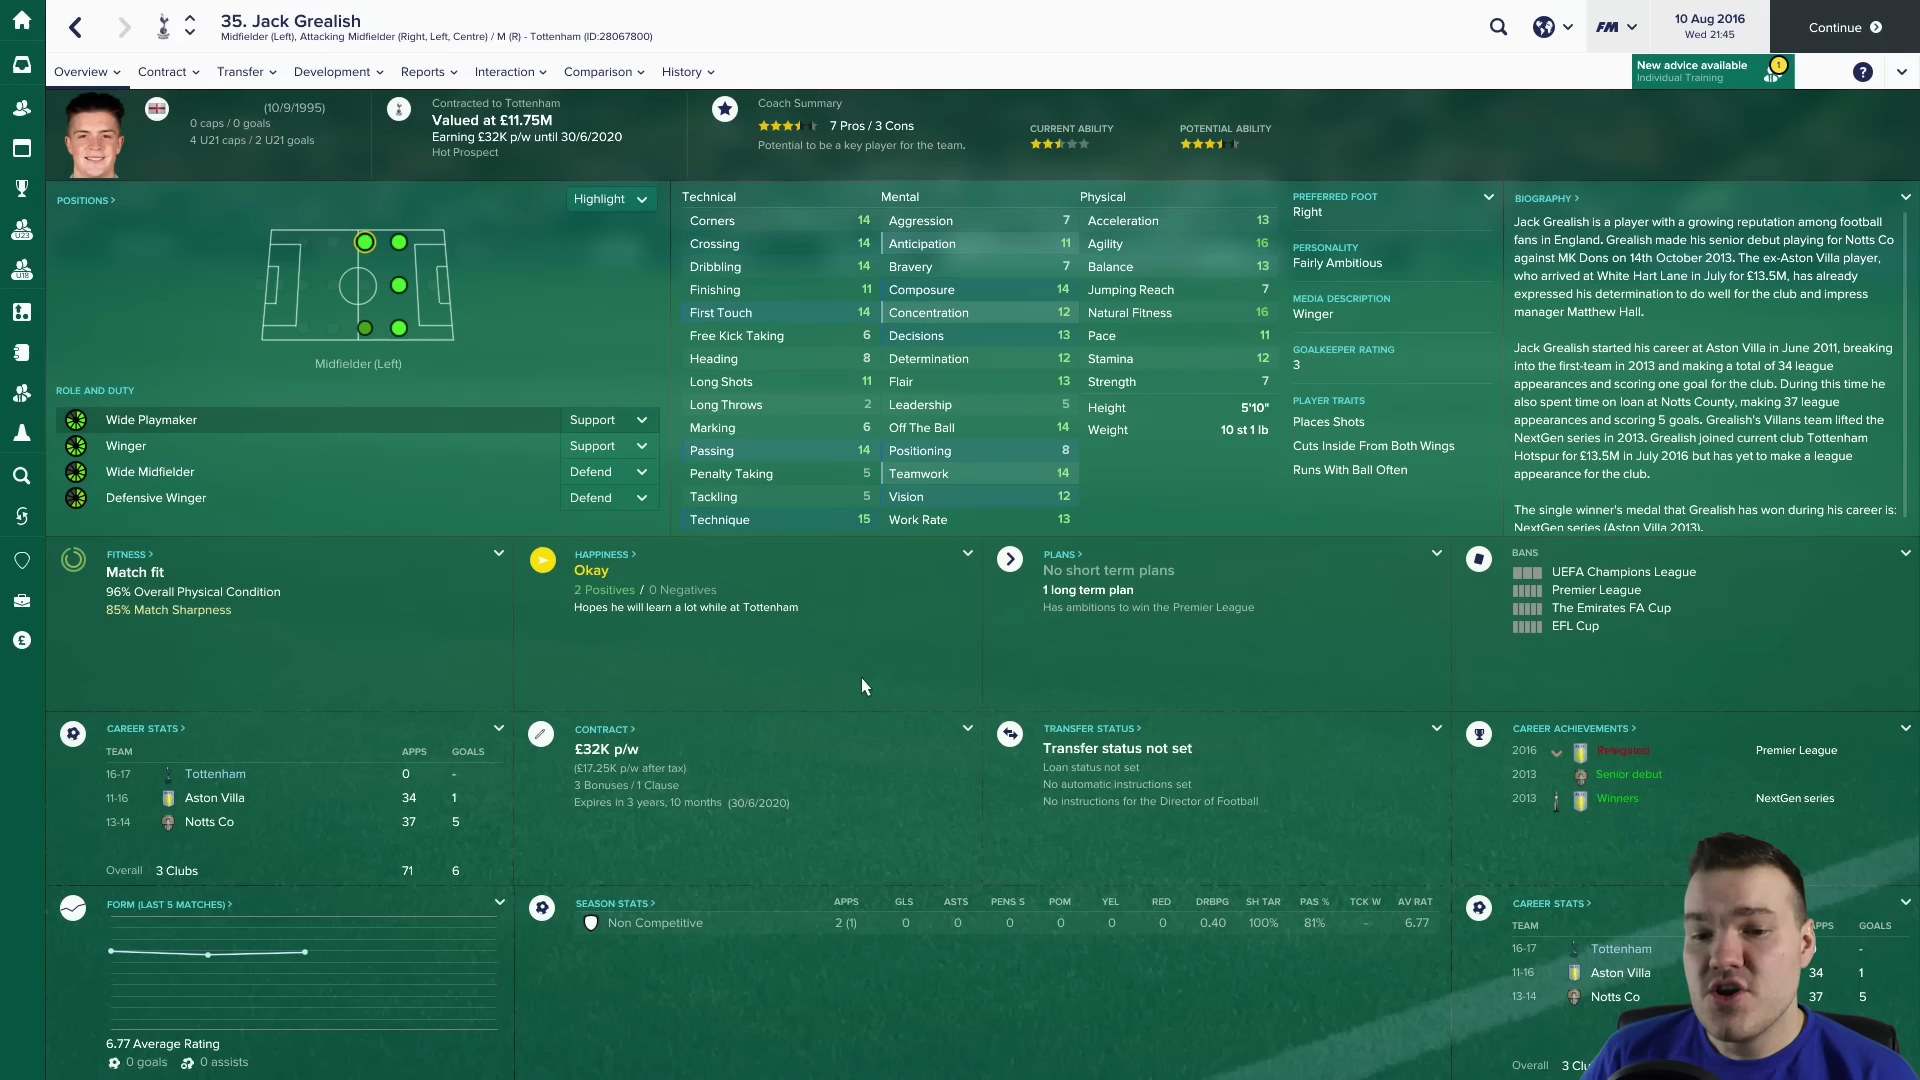 35. Jack Grealish
Midfielder (Left), Attacking Midfielder (Right, Left, Centre) / M (R) - Tottenham (ID:28067800)
FM
10 Aug 2016
Wed 21:45
Continue
Overview
Contract
Transfer
Development
Reports
Interaction
Comparison
History
New advice available
Individual Training
1
?
(10/9/1995)
0 caps / 0 goals
4 U21 caps / 2 U21 goals
Contracted to Tottenham
Valued at £11.75M
Earning £32K p/w until 30/6/2020
Hot Prospect
Coach Summary
7 Pros / 3 Cons
Potential to be a key player for the team.
CURRENT ABILITY
POTENTIAL ABILITY
U23
U18
POSITIONS >
Highlight
Midfielder (Left)
ROLE AND DUTY
Wide Playmaker Support
Winger Support
Wide Midfielder Defend
Defensive Winger Defend
Technical
Corners 14
Crossing 14
Dribbling 14
Finishing 11
First Touch 14
Free Kick Taking 6
Heading 8
Long Shots 11
Long Throws 2
Marking 6
Passing 14
Penalty Taking 5
Tackling 5
Technique 15
Mental
Aggression 7
Anticipation 11
Bravery 7
Composure 14
Concentration 12
Decisions 13
Determination 12
Flair 13
Leadership 5
Off The Ball 14
Positioning 8
Teamwork 14
Vision 12
Work Rate 13
Physical
Acceleration 13
Agility 16
Balance 13
Jumping Reach 7
Natural Fitness 16
Pace 11
Stamina 12
Strength 7
Height 5'10"
Weight 10 st 1 lb
PREFERRED FOOT
Right
PERSONALITY
Fairly Ambitious
MEDIA DESCRIPTION
Winger
GOALKEEPER RATING
3
PLAYER TRAITS
Places Shots
Cuts Inside From Both Wings
Runs With Ball Often
BIOGRAPHY >
Jack Grealish is a player with a growing reputation among football
fans in England. Grealish made his senior debut playing for Notts Co
against MK Dons on 14th October 2013. The ex-Aston Villa player,
who arrived at White Hart Lane in July for £13.5M, has already
expressed his determination to do well for the club and impress
manager Matthew Hall.
Jack Grealish started his career at Aston Villa in June 2011, breaking
into the first-team in 2013 and making a total of 34 league
appearances and scoring one goal for the club. During this time he
also spent time on loan at Notts County, making 37 league
appearances and scoring 5 goals. Grealish's Villans team lifted the
NextGen series in 2013. Grealish joined current club Tottenham
Hotspur for £13.5M in July 2016 but has yet to make a league
appearance for the club.
The single winner's medal that Grealish has won during his career is:
NextGen series (Aston Villa 2013).
FITNESS >
Match fit
96% Overall Physical Condition
85% Match Sharpness
HAPPINESS >
Okay
2 Positives / 0 Negatives
Hopes he will learn a lot while at Tottenham
PLANS >
No short term plans
1 long term plan
Has ambitions to win the Premier League
BANS
UEFA Champions League
Premier League
The Emirates FA Cup
EFL Cup
CAREER STATS >
TEAM APPS GOALS
16-17 Tottenham 0 -
11-16 Aston Villa 34 1
13-14 Notts Co 37 5
Overall 3 Clubs 71 6
CONTRACT >
£32K p/w
(£17.25K p/w after tax)
3 Bonuses / 1 Clause
Expires in 3 years, 10 months (30/6/2020)
TRANSFER STATUS >
Transfer status not set
Loan status not set
No automatic instructions set
No instructions for the Director of Football
CAREER ACHIEVEMENTS >
2016 Relegated Premier League
2013 Senior debut
2013 Winners NextGen series
FORM (LAST 5 MATCHES) >
6.77 Average Rating
0 goals 0 assists
SEASON STATS > APPS GLS ASTS PENS S POM YEL RED DRBPG SH TAR PAS % TCK W AV RAT
Non Competitive 2 (1) 0 0 0 0 0 0 0.40 100% 81% - 6.77
CAREER STATS >
TEAM APPS GOALS
16-17 Tottenham -
11-16 Aston Villa 34 1
13-14 Notts Co 37 5
Overall 3